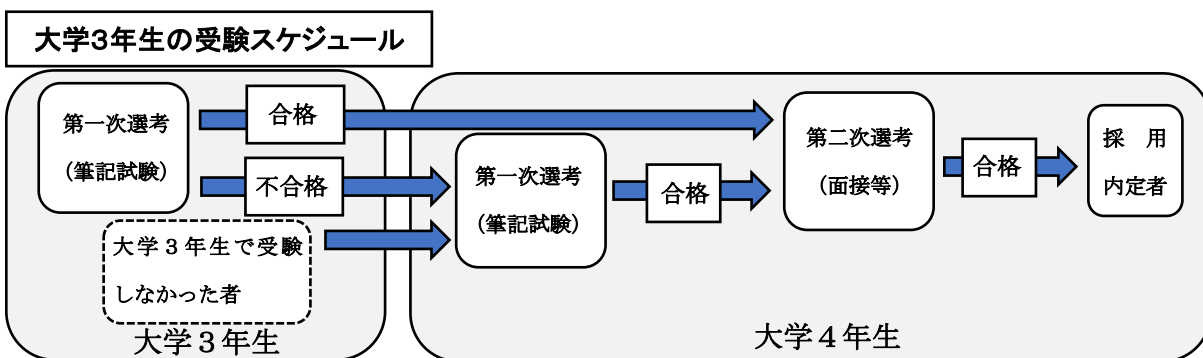 大学3年生の受験スケジュール
第一次選考
(筆記試験)
合格
不合格
大学３年生で受験
しなかった者
大学３年生
第一次選考
(筆記試験)
合格
第二次選考
(面接等)
合格
採　用
内定者
大学４年生